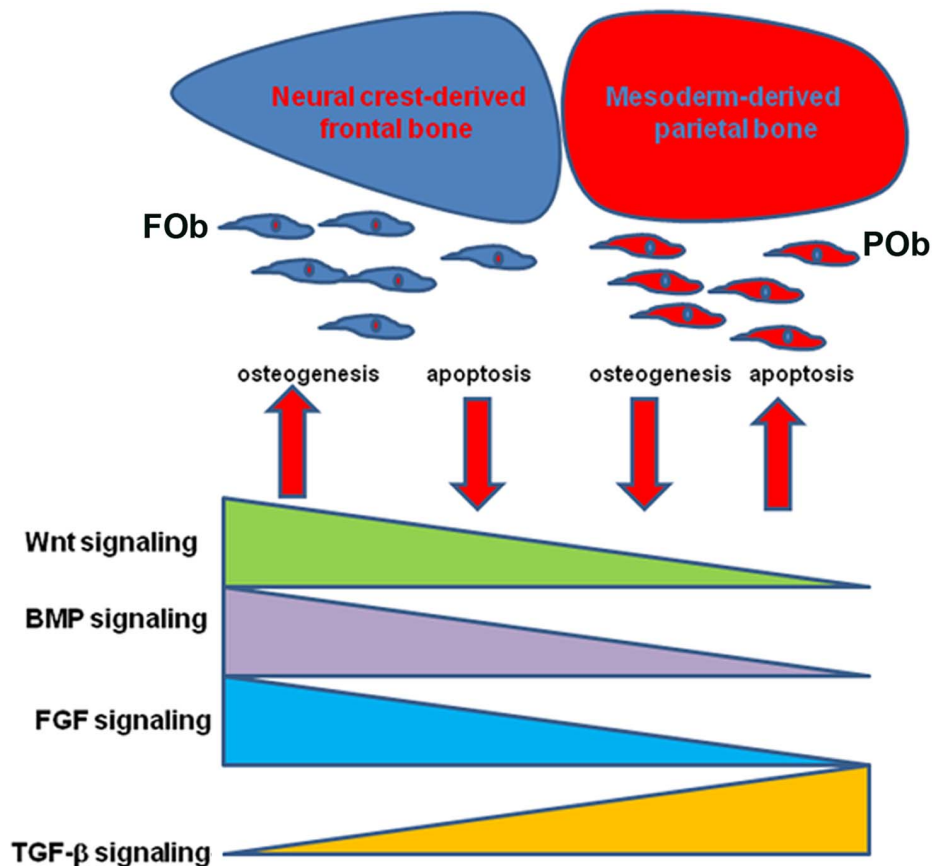 Neural crest-derived
frontal bone
Mesoderm-derived
parietal bone
FOb
POb
osteogenesis
apoptosis
osteogenesis
apoptosis
Wnt signaling
BMP signaling
FGF signaling
TGF-β signaling